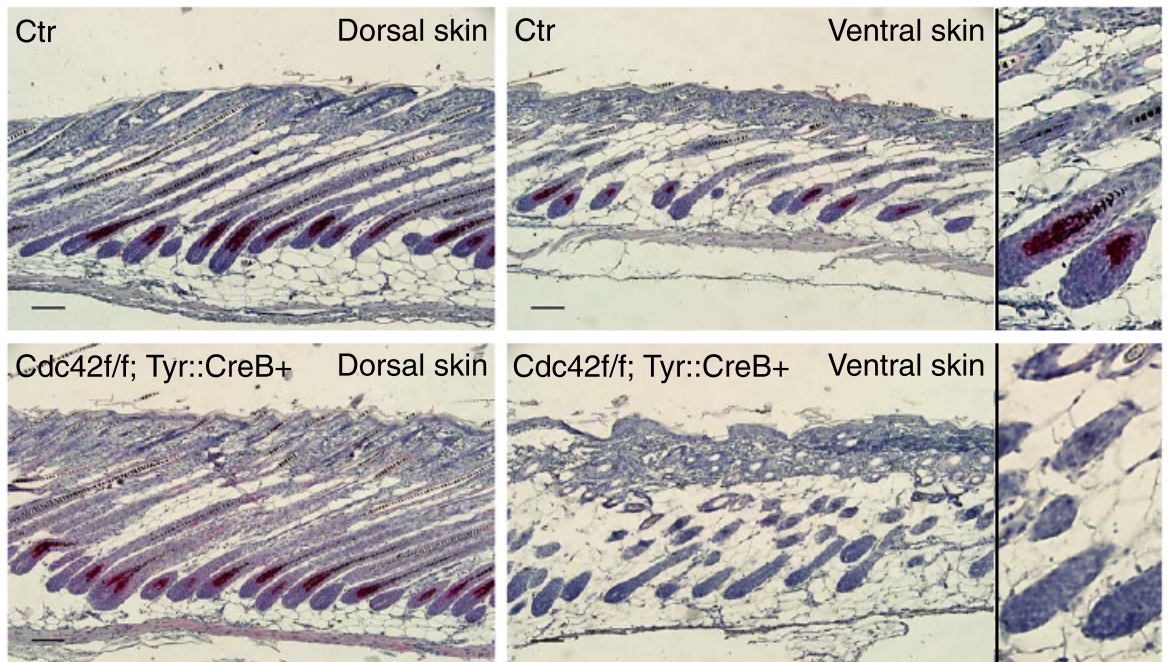 Ctr Dorsal skin
Ctr Ventral skin
Cdc42f/f; Tyr::CreB+ Dorsal skin
Cdc42f/f; Tyr::CreB+ Ventral skin